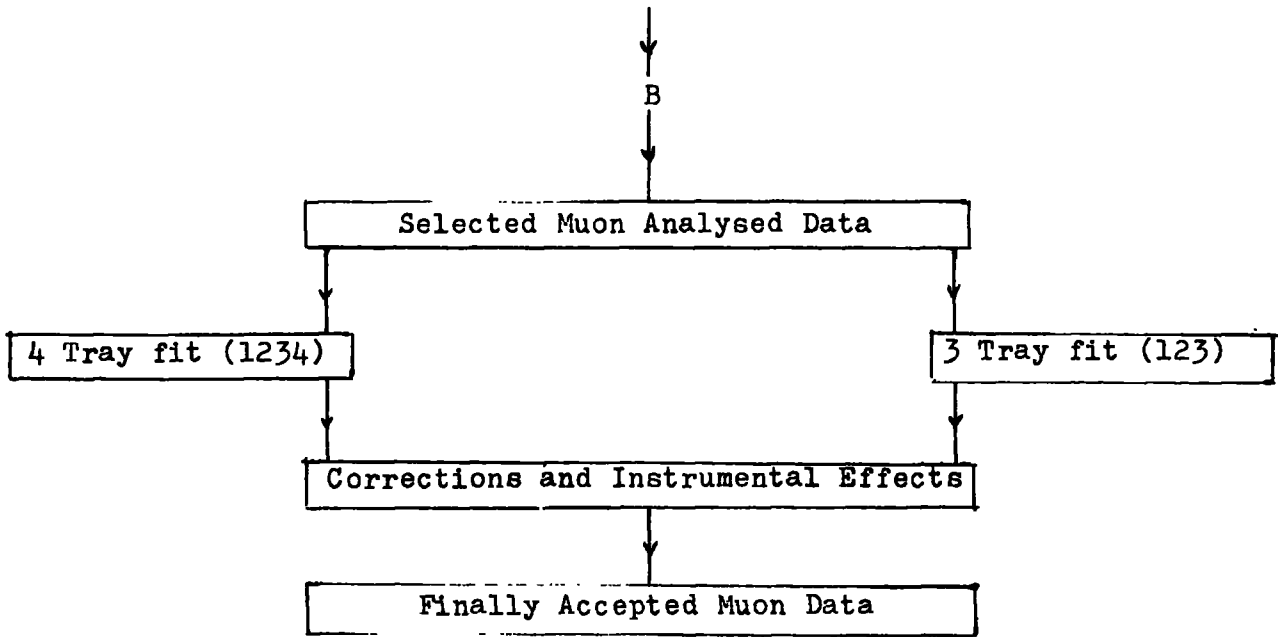 B
Selected Muon Analysed Data
4 Tray fit (1234)
3 Tray fit (123)
Corrections and Instrumental Effects
Finally Accepted Muon Data